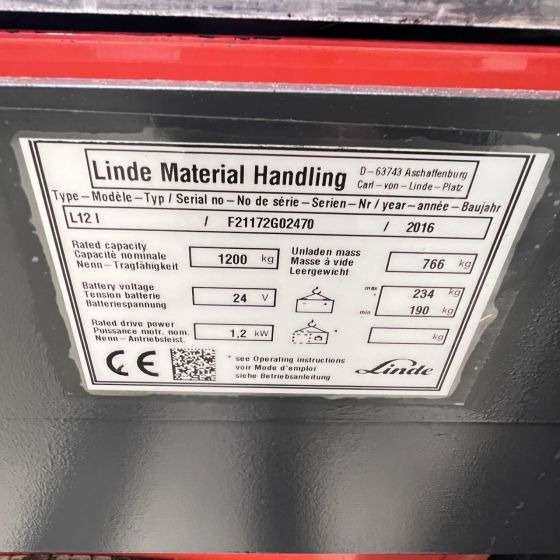 Linde Material Handling D-63743 Aschaffenburg
Carl-von-Linde-Platz
Type-Modèle-Typ / Serial no-No de série-Serien-Nr / year-année-Baujahr
L12 I / F21172G02470 / 2016
Rated capacity
Capacité nominale
Nenn-Tragfähigkeit
1200 kg
Unladen mass
Masse à vide
Leergewicht
766 kg
Battery voltage
Tension batterie
Batteriespannung
24 V
max * 234 kg
min 190 kg
Rated drive power
Puissance motr. nom.
Nenn-Antriebsleist.
1,2 kW
* kg
CE
* see Operating instructions
voir Mode d'emploi
siehe Betriebsanleitung
Linde